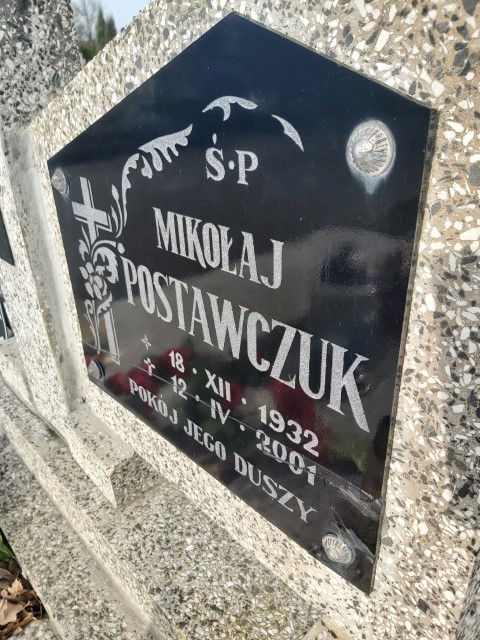 Ś·P
MIKOŁAJ
POSTAWCZUK
18 · XII · 1932
12 · IV · 2001
POKÓJ JEGO DUSZY